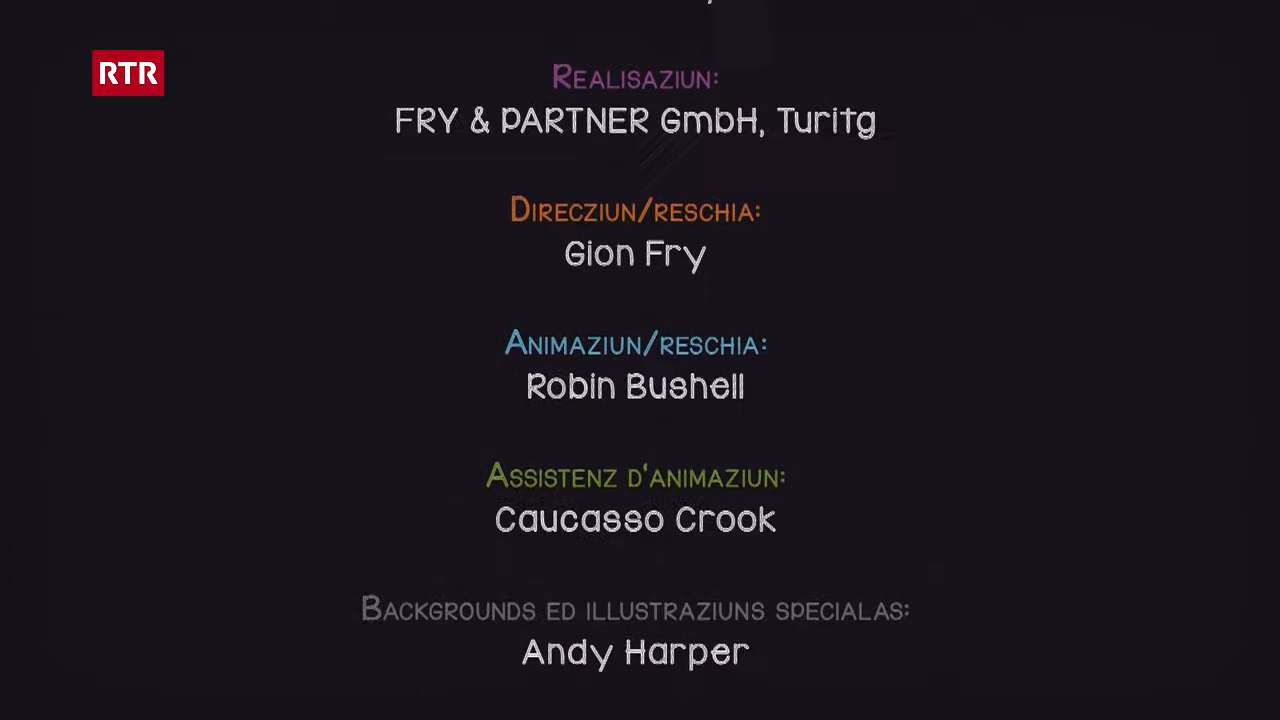 RTR
REALISAZIUN:
FRY & PARTNER GmbH, Turitg
DIRECZIUN/RESCHIA:
Gion Fry
ANIMAZIUN/RESCHIA:
Robin Bushell
ASSISTENZ D'ANIMAZIUN:
Caucasso Crook
BACKGROUNDS ED ILLUSTRAZIUNS SPECIALAS:
Andy Harper